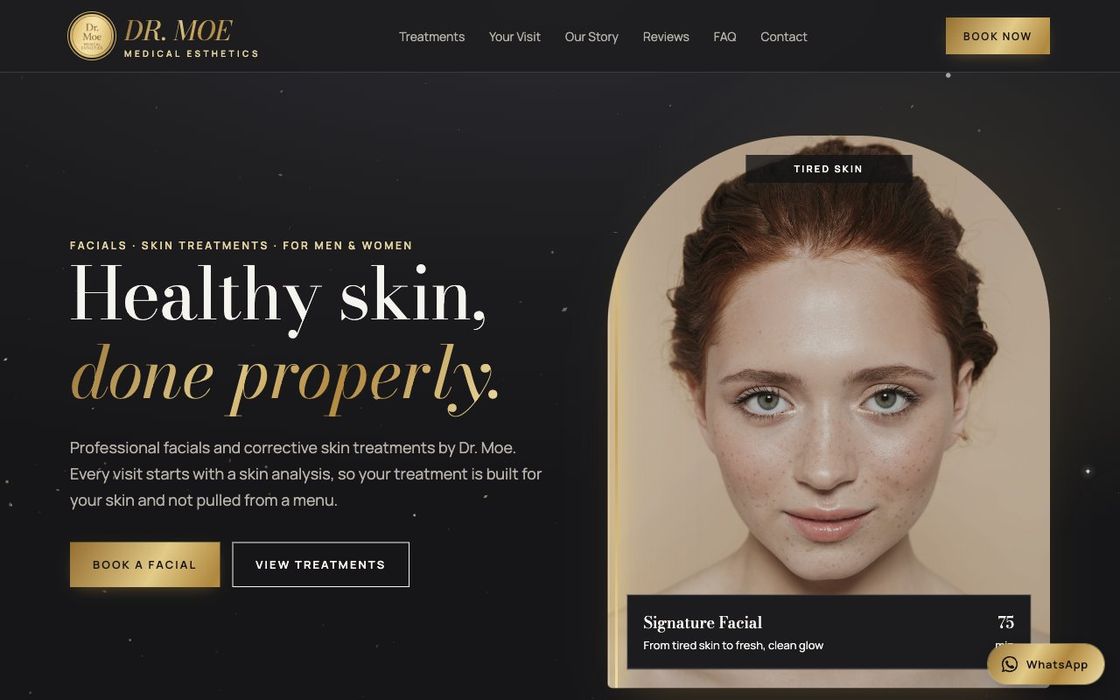 Dr.
Moe
DR. MOE
MEDICAL ESTHETICS
Treatments
Your Visit
Our Story
Reviews
FAQ
Contact
BOOK NOW
TIRED SKIN
FACIALS · SKIN TREATMENTS · FOR MEN & WOMEN
Healthy skin,
done properly.
Professional facials and corrective skin treatments by Dr. Moe.
Every visit starts with a skin analysis, so your treatment is built for
your skin and not pulled from a menu.
BOOK A FACIAL
VIEW TREATMENTS
Signature Facial
75
From tired skin to fresh, clean glow
WhatsApp